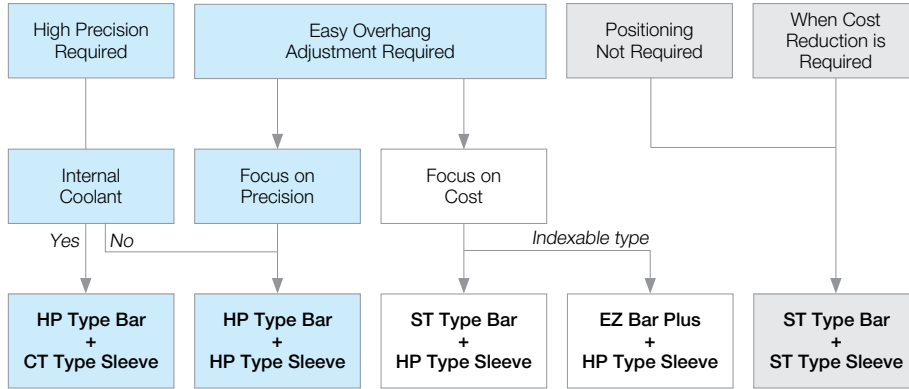 High Precision
Required
Easy Overhang
Adjustment Required
Positioning
Not Required
When Cost
Reduction is
Required
Internal
Coolant
Focus on
Precision
Focus on
Cost
Yes
No
Indexable type
HP Type Bar
+
CT Type Sleeve
HP Type Bar
+
HP Type Sleeve
ST Type Bar
+
HP Type Sleeve
EZ Bar Plus
+
HP Type Sleeve
ST Type Bar
+
ST Type Sleeve